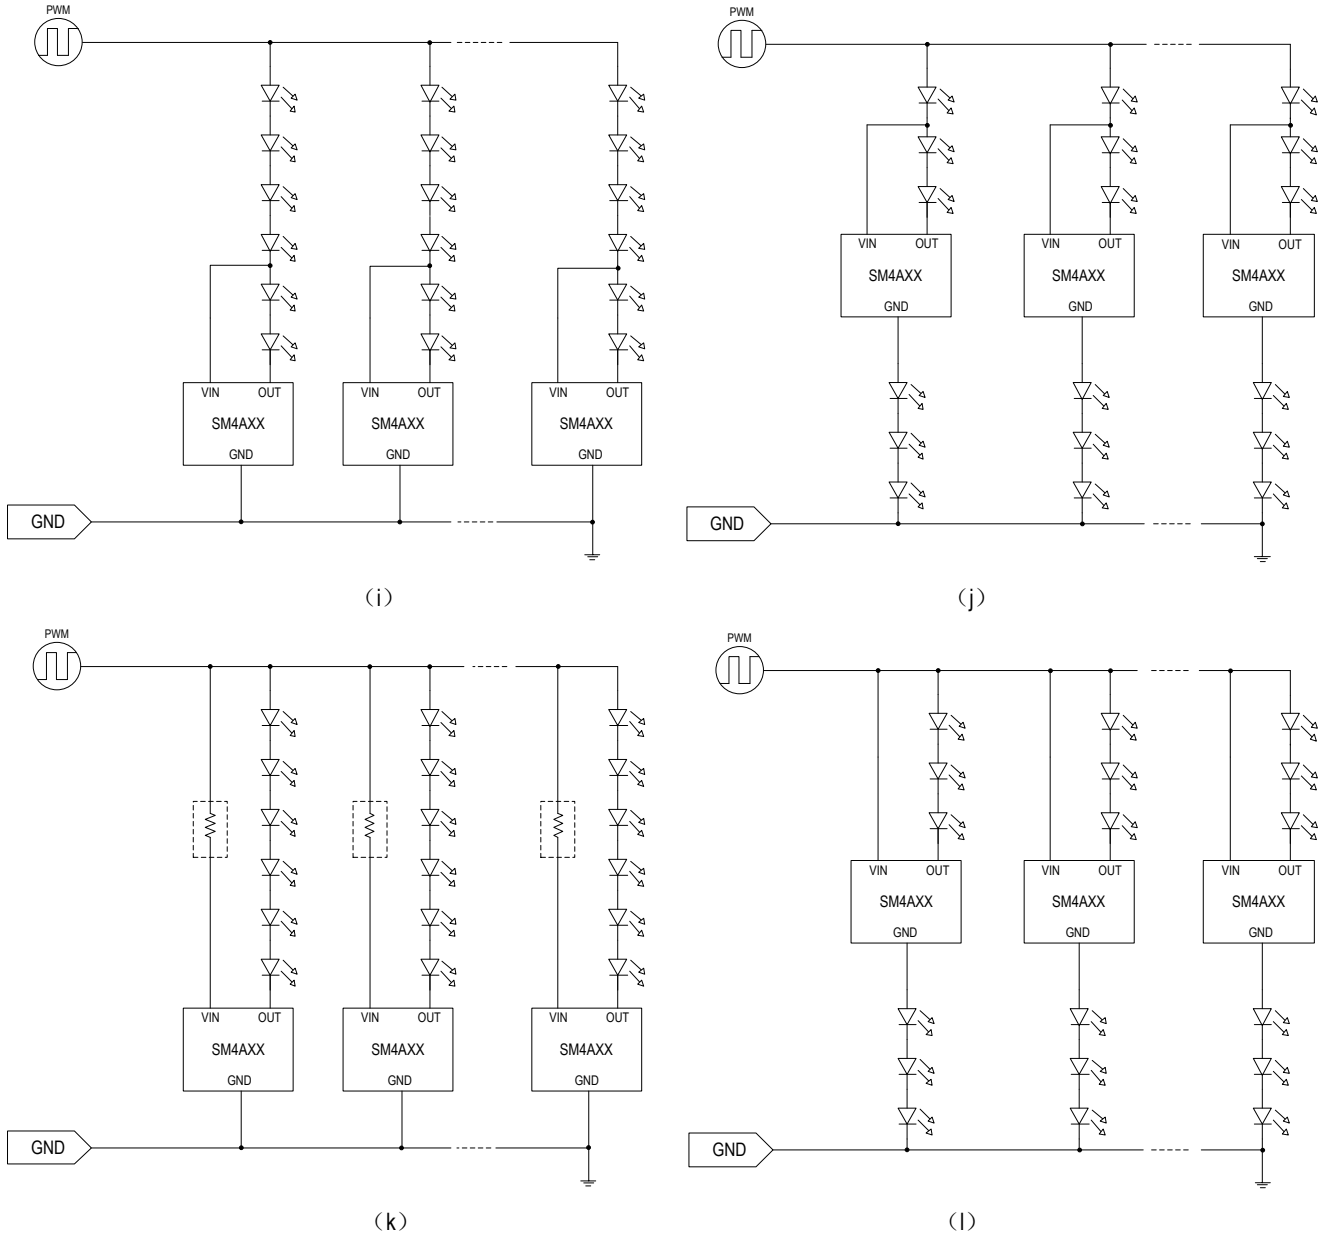 PWM
PWM
VIN OUT VIN OUT VIN OUT
SM4AXX SM4AXX SM4AXX
GND GND GND
VIN OUT VIN OUT VIN OUT
SM4AXX SM4AXX SM4AXX
GND GND GND
GND
GND
（i）
（j）
PWM
PWM
VIN OUT VIN OUT VIN OUT
SM4AXX SM4AXX SM4AXX
GND GND GND
VIN OUT VIN OUT VIN OUT
SM4AXX SM4AXX SM4AXX
GND GND GND
GND
GND
（k）
（l）